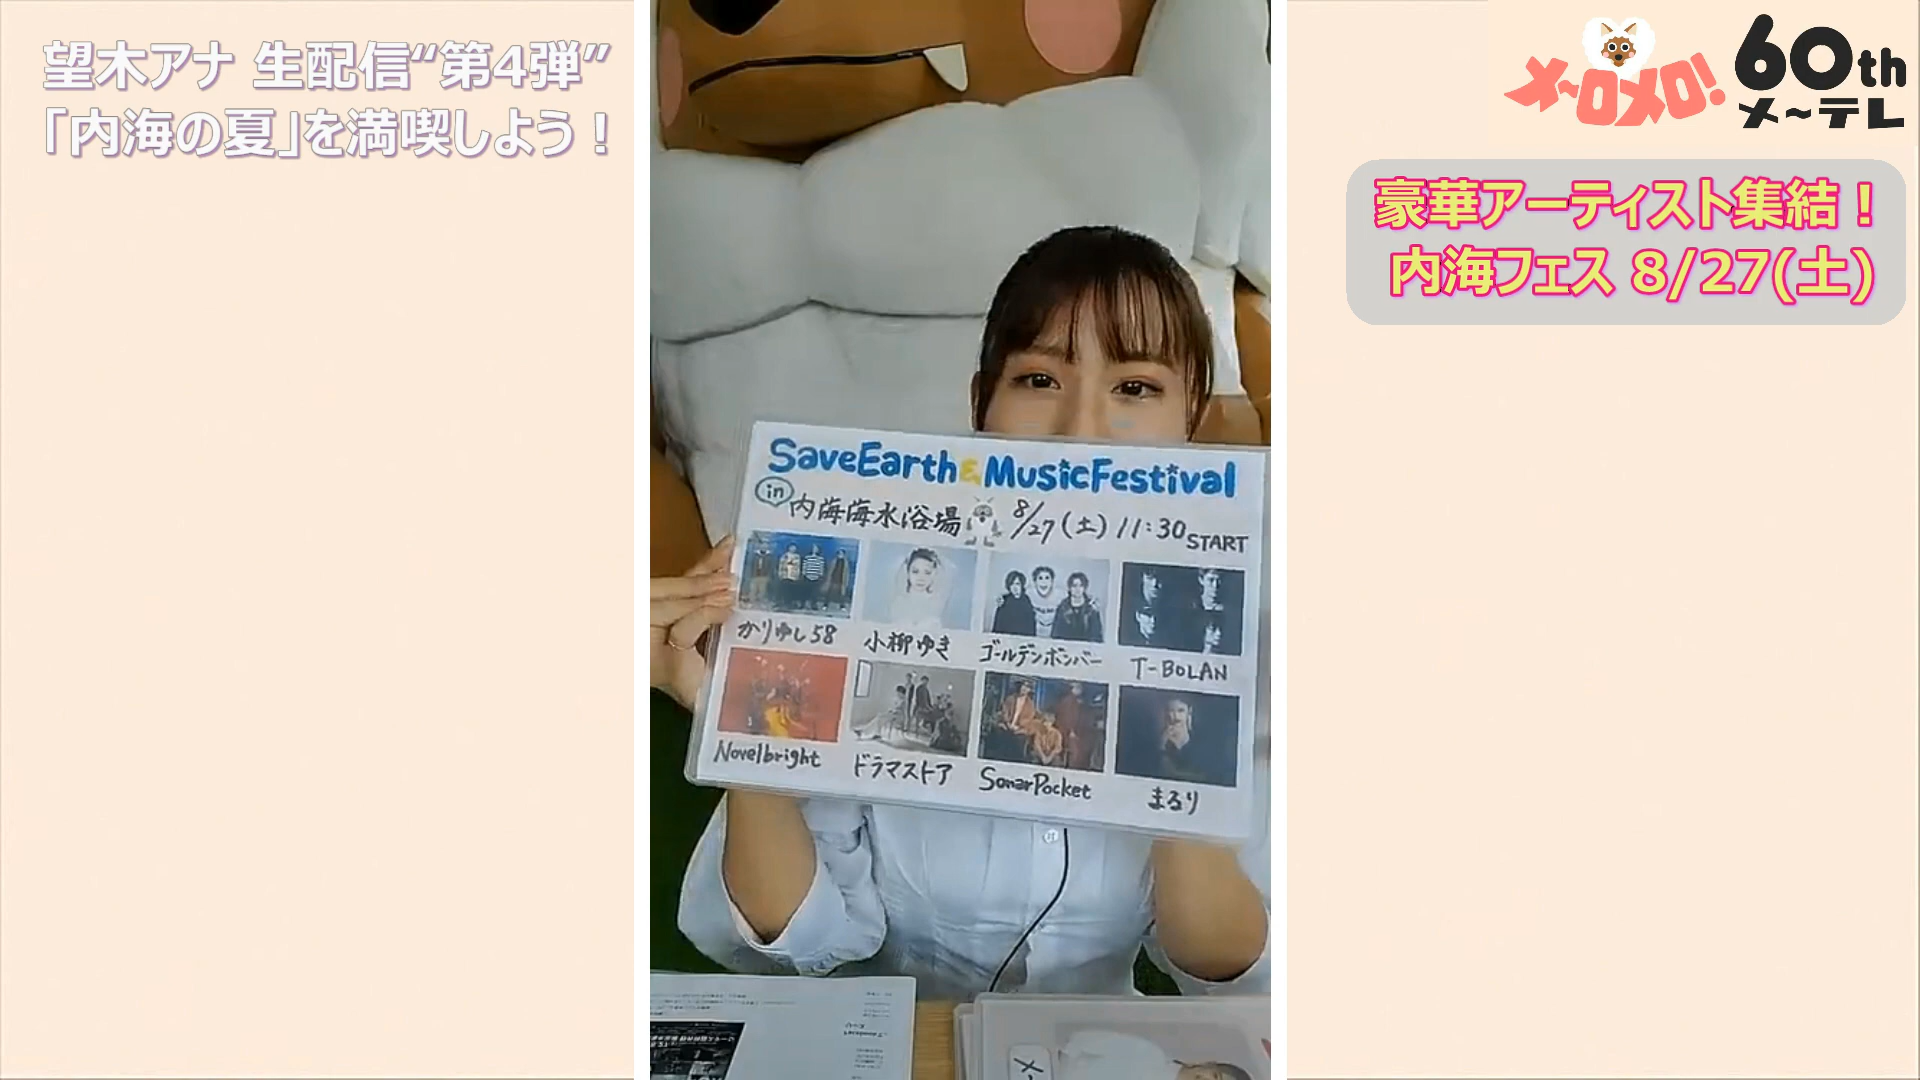 望木アナ 生配信“第4弾”
「内海の夏」を満喫しよう！
メ~ロメロ!
60th
メ~テレ
豪華アーティスト集結！
内海フェス 8/27(土)
SaveEarth&MusicFestival
in 内海海水浴場 8/27(土) 11:30 START
かりゆし58
小柳ゆき
ゴールデンボンバー
T-BOLAN
Novelbright
ドラマストア
SonarPocket
まるり